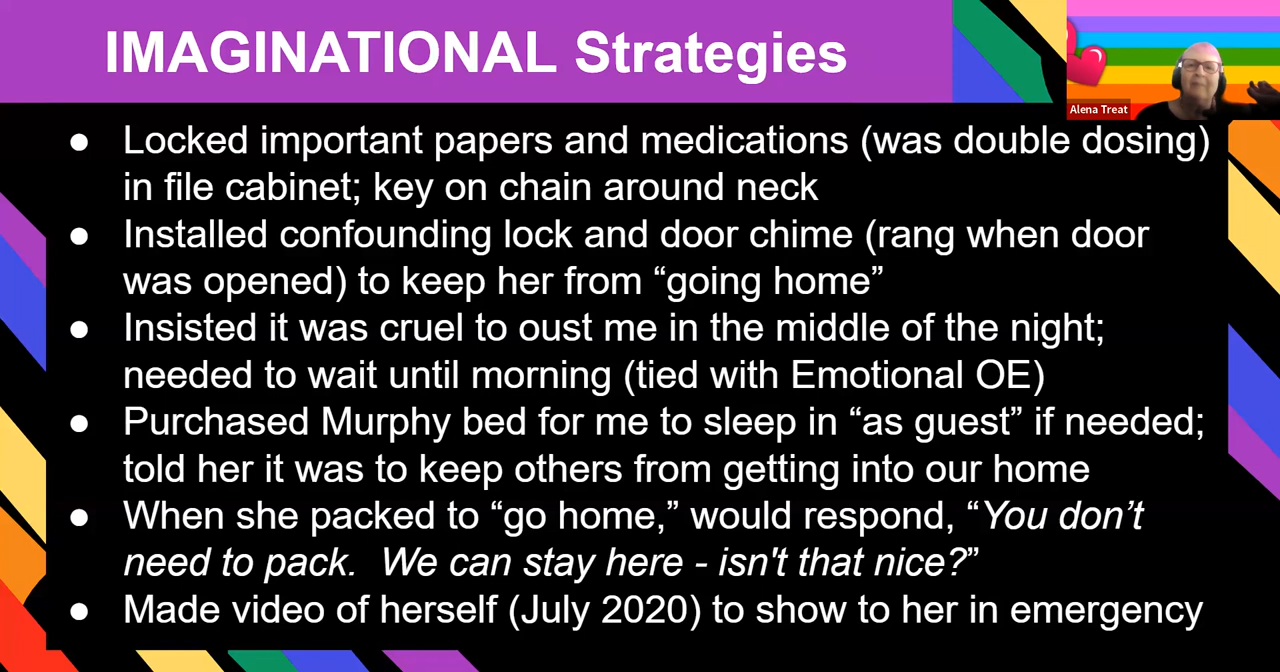 IMAGINATIONAL Strategies
Alena Treat
● Locked important papers and medications (was double dosing)
in file cabinet; key on chain around neck
● Installed confounding lock and door chime (rang when door
was opened) to keep her from “going home”
● Insisted it was cruel to oust me in the middle of the night;
needed to wait until morning (tied with Emotional OE)
● Purchased Murphy bed for me to sleep in “as guest” if needed;
told her it was to keep others from getting into our home
● When she packed to “go home,” would respond, “You don’t
need to pack.  We can stay here - isn't that nice?”
● Made video of herself (July 2020) to show to her in emergency